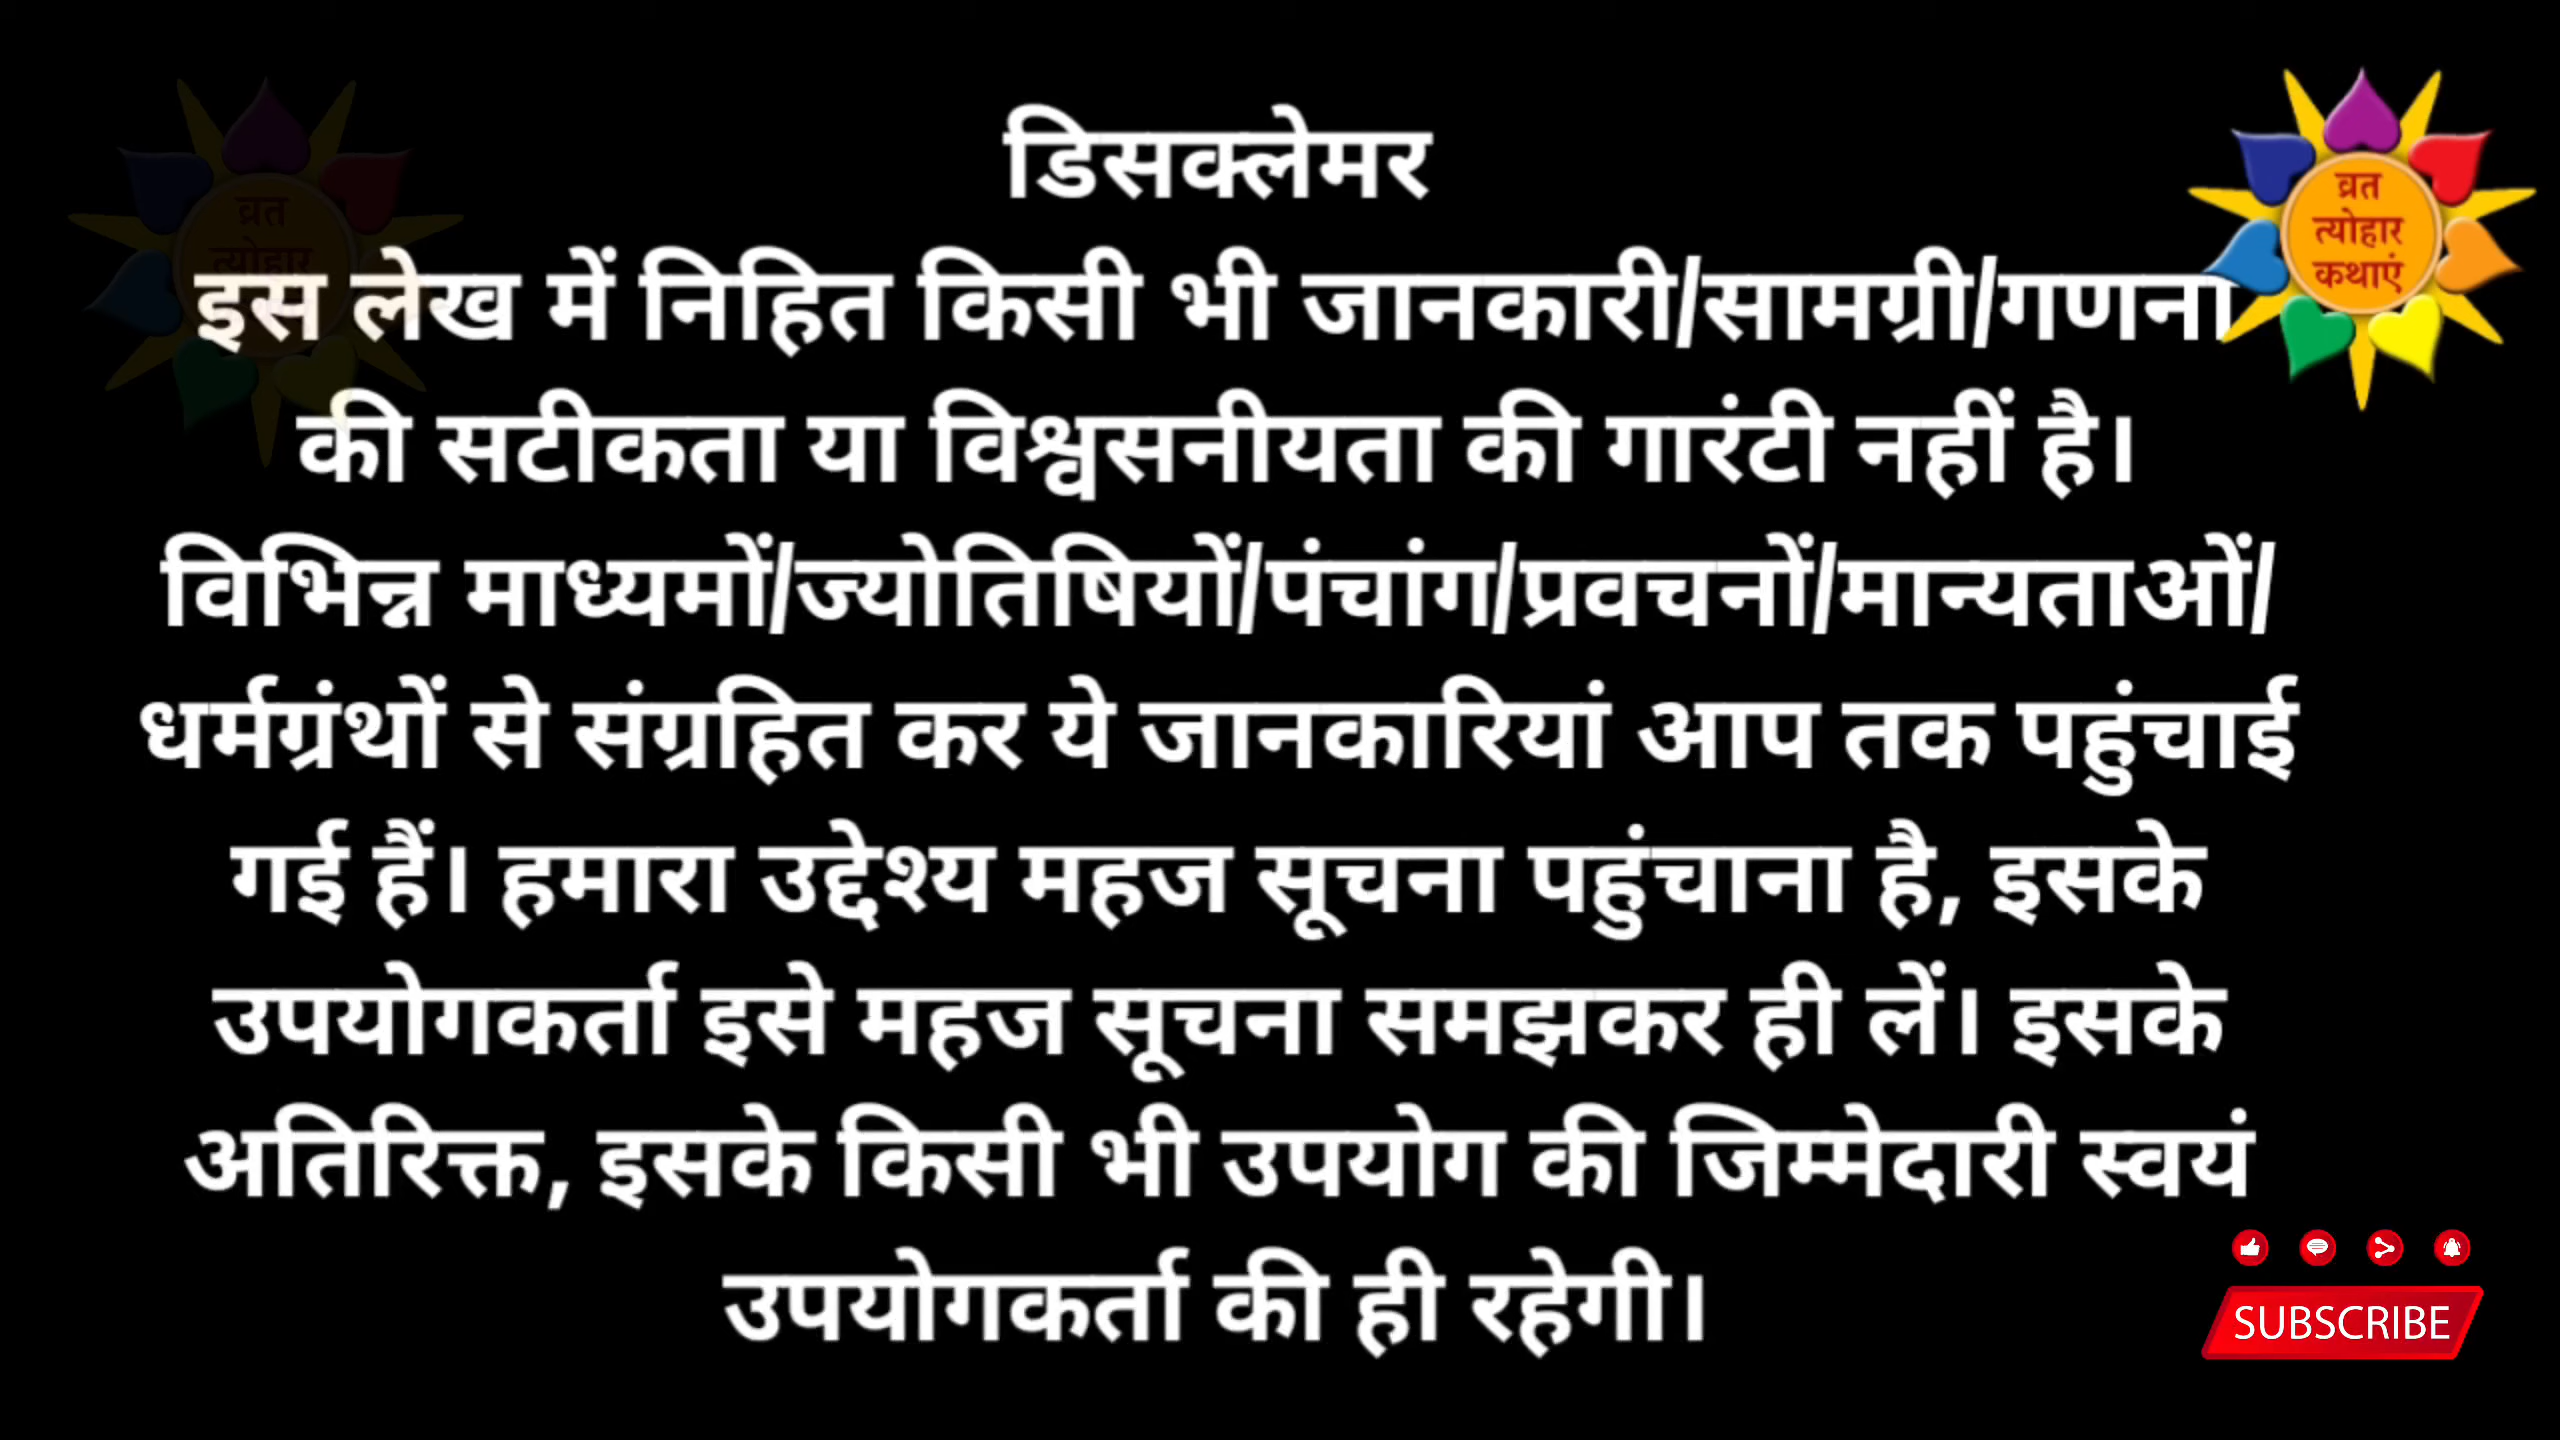 डिसक्लेमर
इस लेख में निहित किसी भी जानकारी/सामग्री/गणना
की सटीकता या विश्वसनीयता की गारंटी नहीं है।
विभिन्न माध्यमों/ज्योतिषियों/पंचांग/प्रवचनों/मान्यताओं/
धर्मग्रंथों से संग्रहित कर ये जानकारियां आप तक पहुंचाई
गई हैं। हमारा उद्देश्य महज सूचना पहुंचाना है, इसके
उपयोगकर्ता इसे महज सूचना समझकर ही लें। इसके
अतिरिक्त, इसके किसी भी उपयोग की जिम्मेदारी स्वयं
उपयोगकर्ता की ही रहेगी।
व्रत
त्योहार
कथाएं
व्रत
त्योहार
SUBSCRIBE